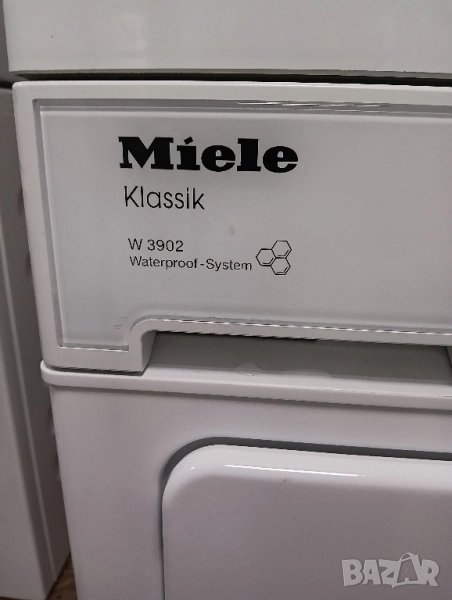 Miele
Klassik
W 3902
Waterproof-System
BAZAR